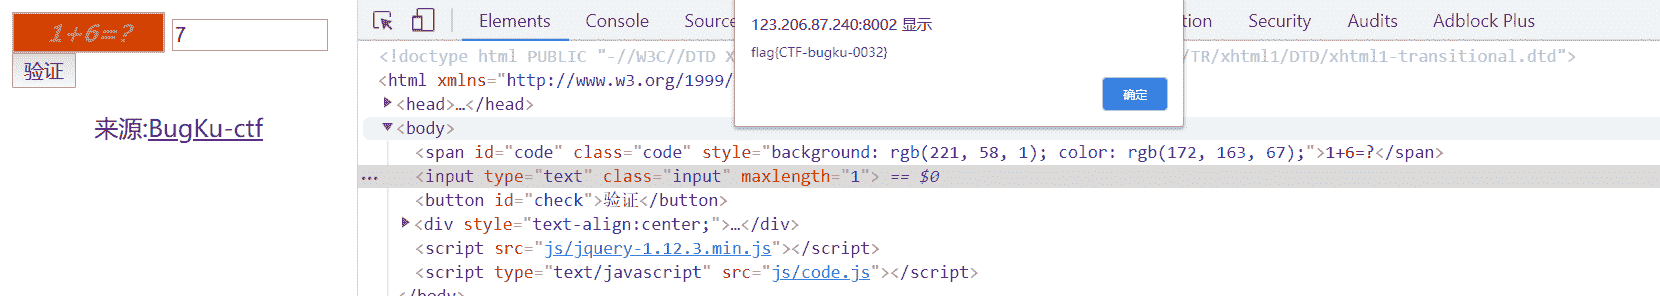 1+6=?
7
验证
来源:BugKu-ctf
Elements
Console
Sourc
tion
Security
Audits
Adblock Plus
123.206.87.240:8002 显示
flag{CTF-bugku-0032}
确定
<!doctype html PUBLIC "-//W3C//DTD X
/TR/xhtml1/DTD/xhtml1-transitional.dtd">
<html xmlns="http://www.w3.org/1999/
<head>…</head>
<body>
<span id="code" class="code" style="background: rgb(221, 58, 1); color: rgb(172, 163, 67);">1+6=?</span>
… <input type="text" class="input" maxlength="1"> == $0
<button id="check">验证</button>
<div style="text-align:center;">…</div>
<script src="js/jquery-1.12.3.min.js"></script>
<script type="text/javascript" src="js/code.js"></script>
</body>